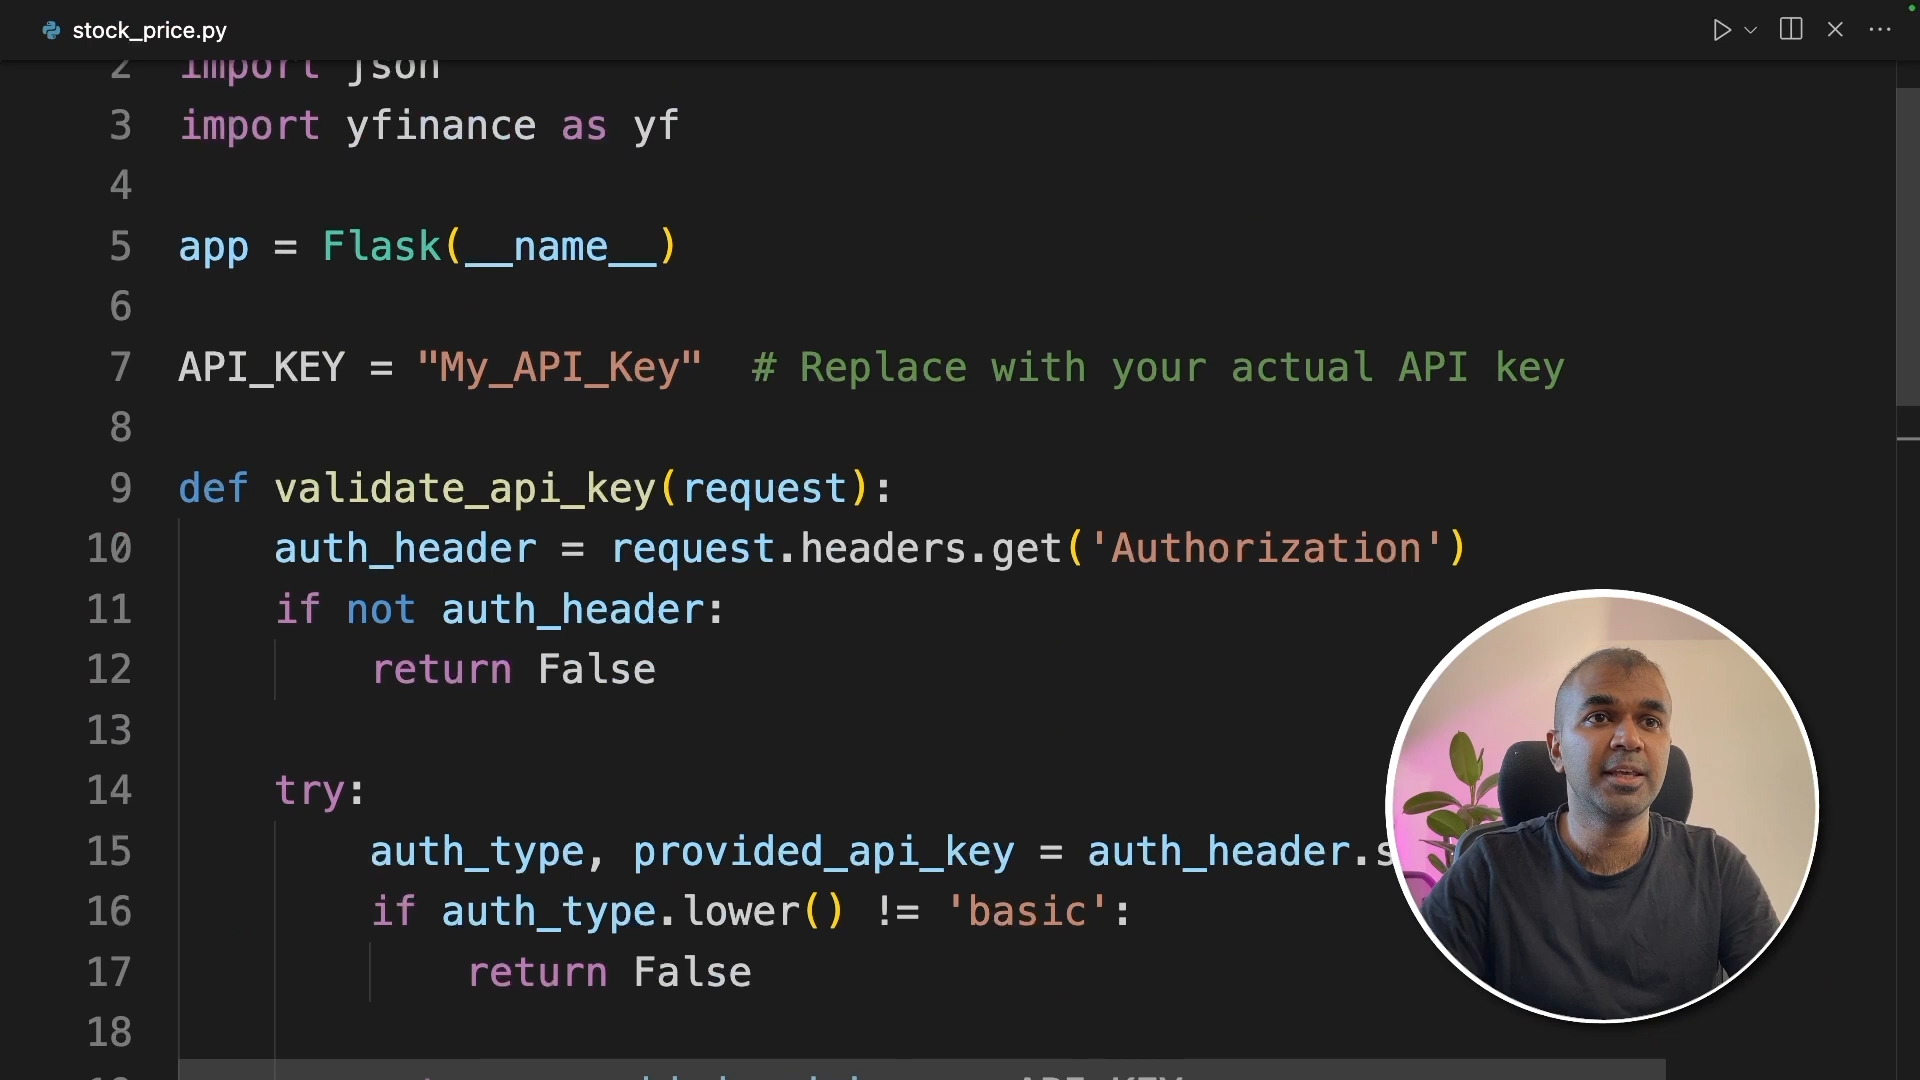 stock_price.py
2 import json
3 import yfinance as yf
4
5 app = Flask(__name__)
6
7 API_KEY = "My_API_Key"  # Replace with your actual API key
8
9 def validate_api_key(request):
10 auth_header = request.headers.get('Authorization')
11 if not auth_header:
12 return False
13
14 try:
15 auth_type, provided_api_key = auth_header.s
16 if auth_type.lower() != 'basic':
17 return False
18